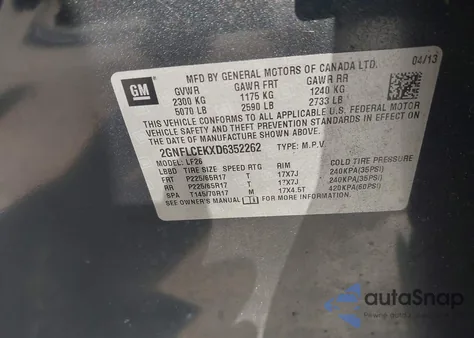 GM
MFD BY GENERAL MOTORS OF CANADA LTD. 04/13
GVWR GAWR FRT GAWR RR
2300 KG 1175 KG 1240 KG
5070 LB 2590 LB 2733 LB
THIS VEHICLE CONFORMS TO ALL APPLICABLE U.S. FEDERAL MOTOR
VEHICLE SAFETY AND THEFT PREVENTION STANDARDS IN EFFECT ON
THE DATE OF MANUFACTURE SHOWN ABOVE.
2GNFLCEKXD6352262 TYPE: M.P.V.
MODEL: LF26
LBBD TIRE SIZE SPEED RTG RIM COLD TIRE PRESSURE
FRT P225/65R17 T 17X7J 240KPA(35PSI)
RR P225/65R17 T 17X7J 240KPA(35PSI)
SPA T145/70R17 M 17X4.5T 420KPA(60PSI)
SEE OWNER'S MANUAL FOR MORE INFORMATION.
autoSnap